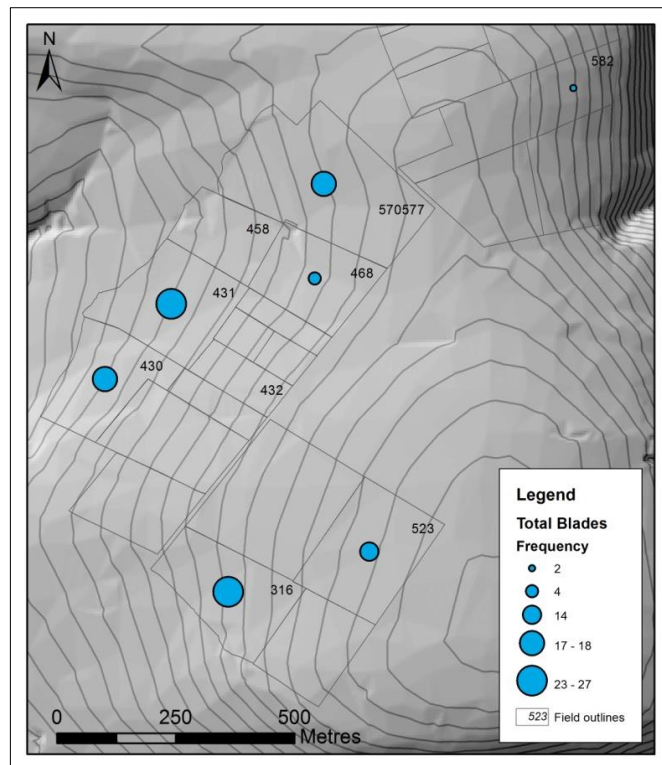 N
582
570577
458
468
431
430
432
523
316
Legend
Total Blades
Frequency
2
4
14
17 - 18
23 - 27
523 Field outlines
0 250 500
Metres